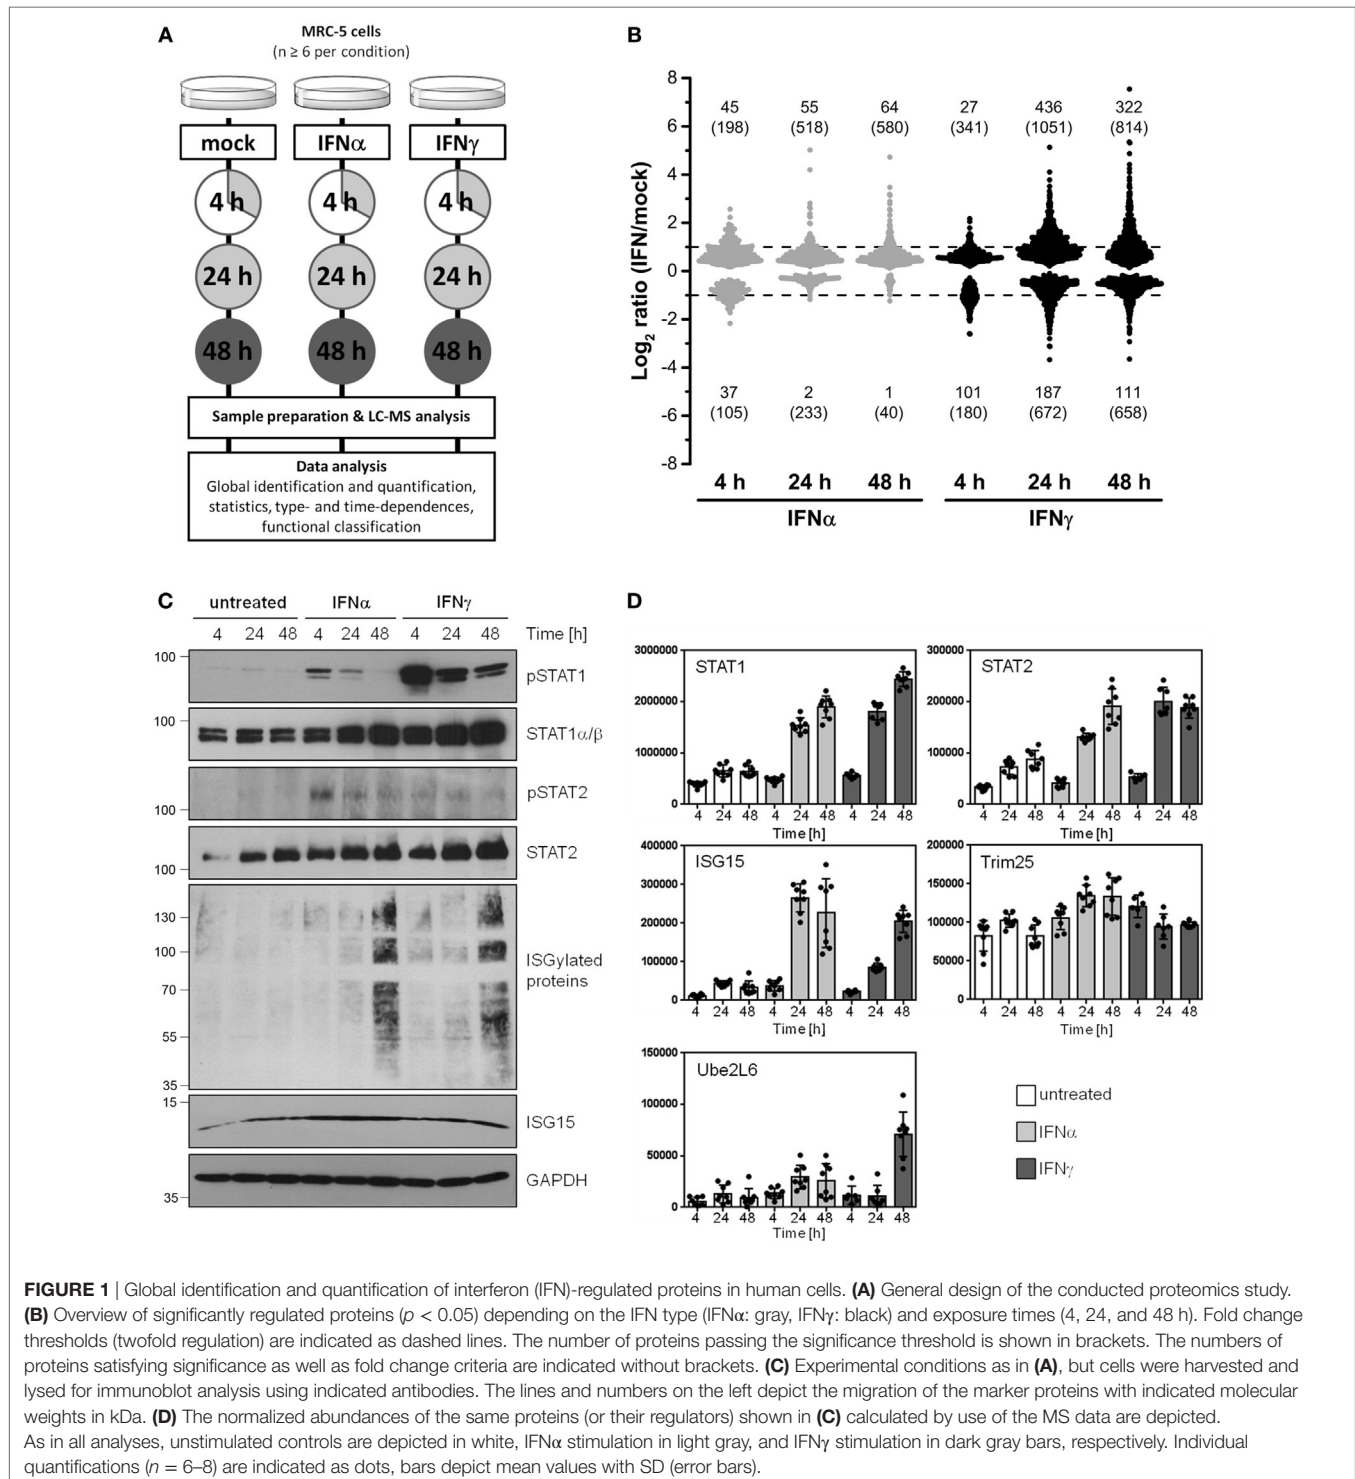 A
MRC-5 cells
(n ≥ 6 per condition)
mock IFNα IFNγ
4 h 4 h 4 h
24 h 24 h 24 h
48 h 48 h 48 h
Sample preparation & LC-MS analysis
Data analysis
Global identification and quantification,
statistics, type- and time-dependences,
functional classification
B
Log2 ratio (IFN/mock)
8
6
4
2
0
-2
-4
-6
-8
45 55 64 27 436 322
(198) (518) (580) (341) (1051) (814)
37 2 1 101 187 111
(105) (233) (40) (180) (672) (658)
4 h 24 h 48 h 4 h 24 h 48 h
IFNα IFNγ
C
untreated IFNα IFNγ
4 24 48 4 24 48 4 24 48 Time [h]
100
pSTAT1
100
STAT1α/β
pSTAT2
100
STAT2
100
130
100
70
55
35
ISGylated
proteins
15
ISG15
GAPDH
35
D
STAT1
3000000
2000000
1000000
0
4 24 48 4 24 48 4 24 48
Time [h]
STAT2
300000
200000
100000
0
4 24 48 4 24 48 4 24 48
Time [h]
ISG15
400000
300000
200000
100000
0
4 24 48 4 24 48 4 24 48
Time [h]
Trim25
200000
150000
100000
50000
0
4 24 48 4 24 48 4 24 48
Time [h]
Ube2L6
150000
100000
50000
0
4 24 48 4 24 48 4 24 48
Time [h]
untreated
IFNα
IFNγ
FIGURE 1 | Global identification and quantification of interferon (IFN)-regulated proteins in human cells. (A) General design of the conducted proteomics study.
(B) Overview of significantly regulated proteins (p < 0.05) depending on the IFN type (IFNα: gray, IFNγ: black) and exposure times (4, 24, and 48 h). Fold change
thresholds (twofold regulation) are indicated as dashed lines. The number of proteins passing the significance threshold is shown in brackets. The numbers of
proteins satisfying significance as well as fold change criteria are indicated without brackets. (C) Experimental conditions as in (A), but cells were harvested and
lysed for immunoblot analysis using indicated antibodies. The lines and numbers on the left depict the migration of the marker proteins with indicated molecular
weights in kDa. (D) The normalized abundances of the same proteins (or their regulators) shown in (C) calculated by use of the MS data are depicted.
As in all analyses, unstimulated controls are depicted in white, IFNα stimulation in light gray, and IFNγ stimulation in dark gray bars, respectively. Individual
quantifications (n = 6–8) are indicated as dots, bars depict mean values with SD (error bars).